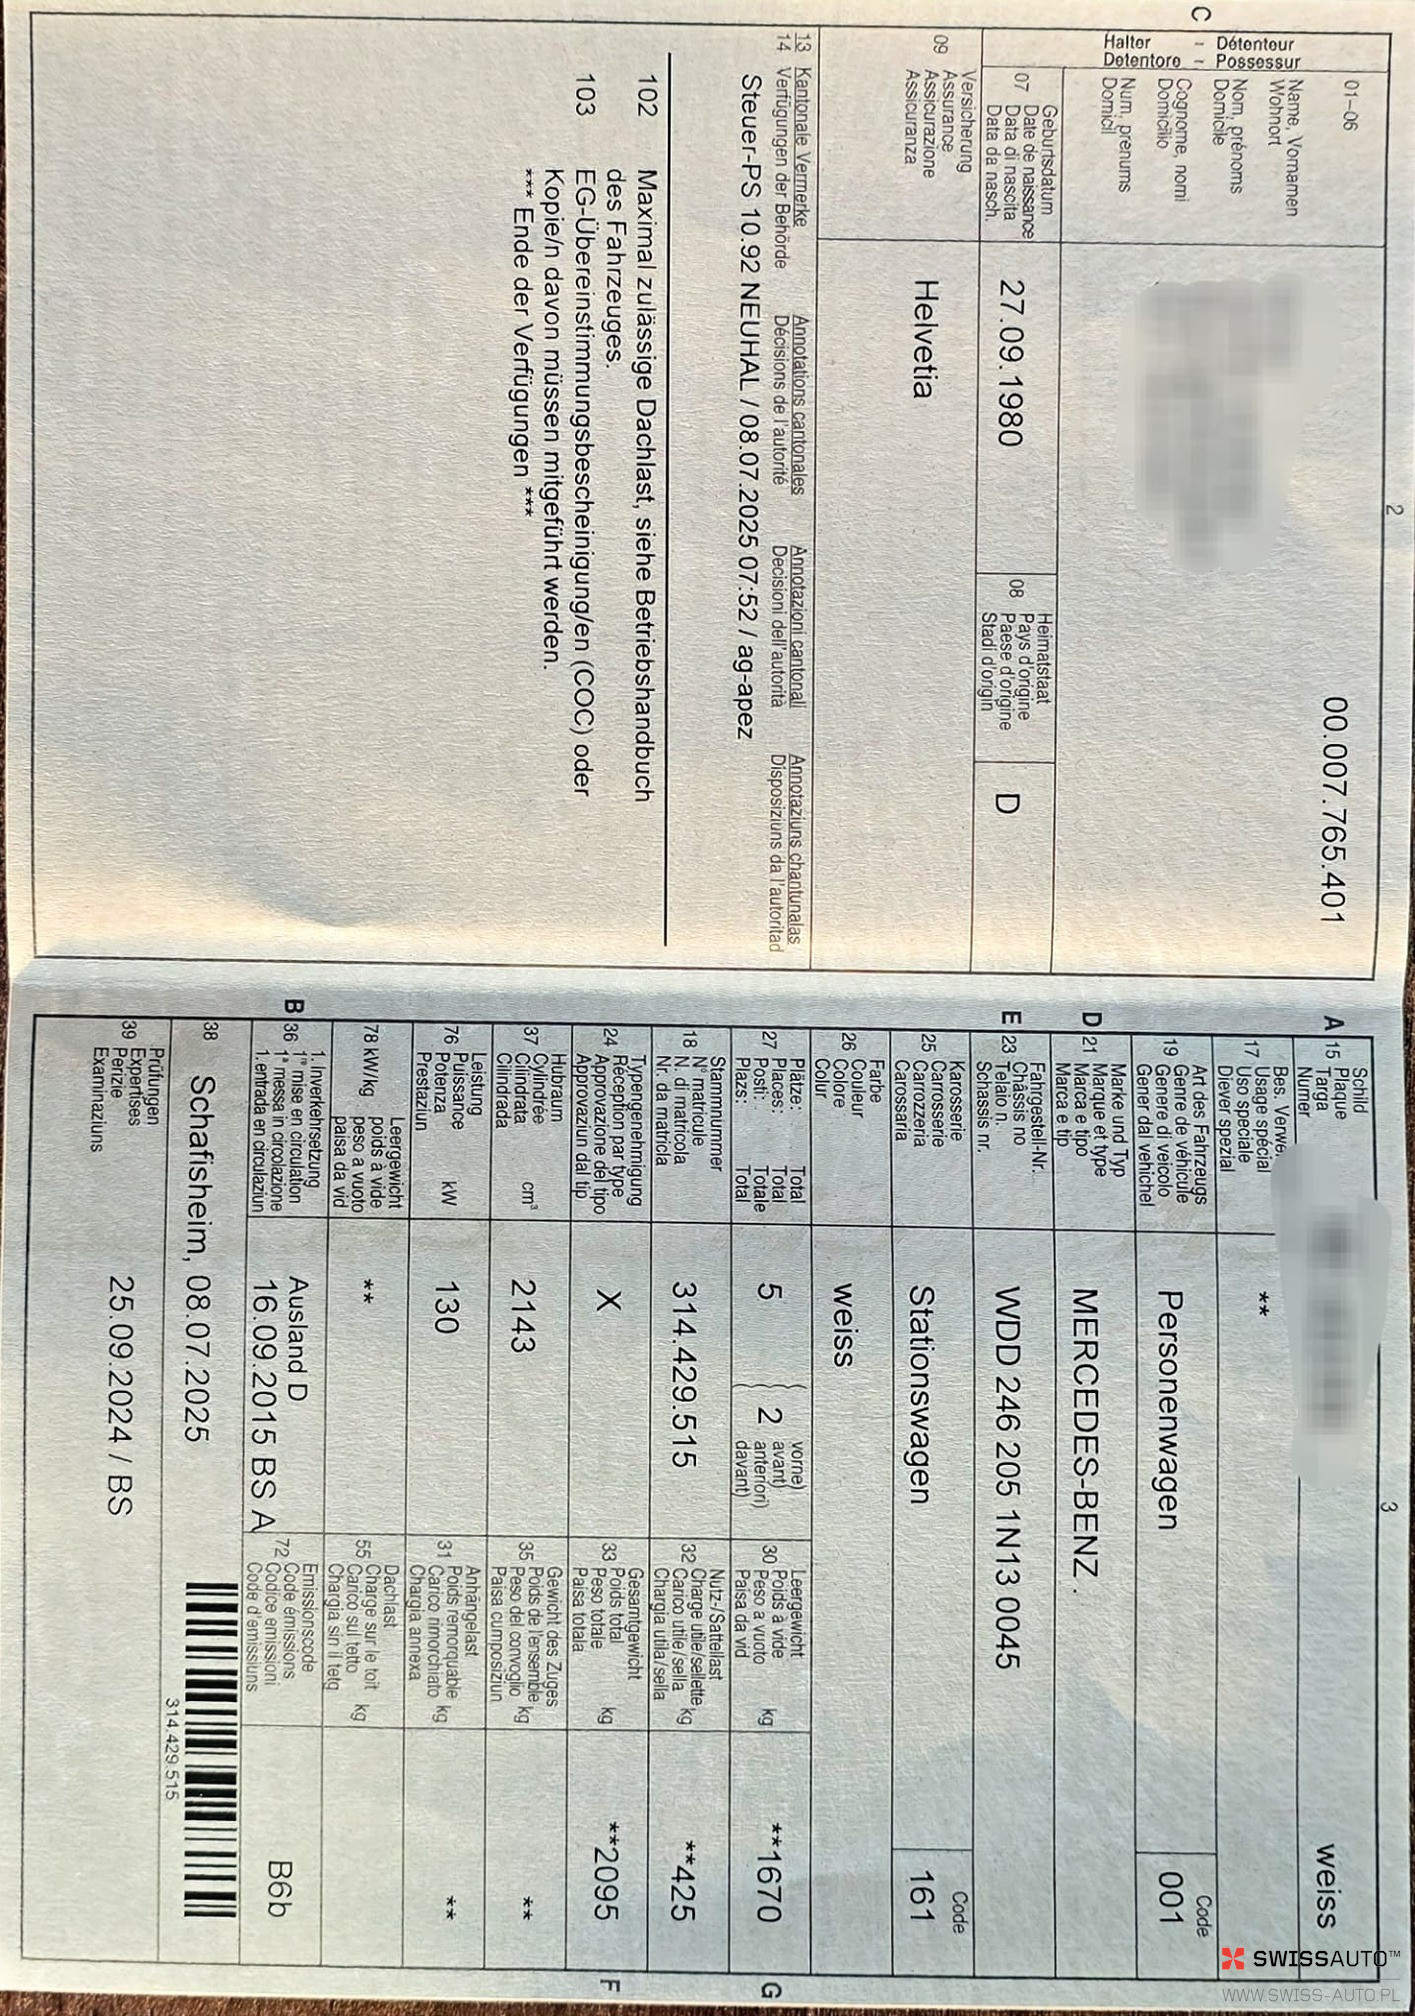 2
C
Halter - Détenteur
Detentore - Possessur
01–06
Name, Vornamen
Wohnort
Nom, prénoms
Domicile
Cognome, nomi
Domicilio
Num, prenums
Domicil
00.007.765.401
07
Geburtsdatum
Date de naissance
Data di nascita
Data da nasch.
27.09.1980
08
Heimatstaat
Pays d'origine
Paese d'origine
Stadi d'origin
D
09
Versicherung
Assurance
Assicurazione
Assicuranza
Helvetia
13 Kantonale Vermerke Annotations cantonales Annotazioni cantonali Annotaziuns chantunalas
14 Verfügungen der Behörde Décisions de l'autorité Decisioni dell'autorità Disposiziuns da l'autoritad
Steuer-PS 10.92 NEUHAL / 08.07.2025 07:52 / ag-apez
102 Maximal zulässige Dachlast, siehe Betriebshandbuch
des Fahrzeuges.
103 EG-Übereinstimmungsbescheinigung/en (COC) oder
Kopie/n davon müssen mitgeführt werden.
*** Ende der Verfügungen ***
3
A 15
Schild
Plaque
Targa
Numer
weiss
17
Bes. Verwe.
Usage spécial
Uso speciale
Diever spezial
**
19
Art des Fahrzeugs
Genre de véhicule
Genere di veicolo
Gener dal vehichel
Personenwagen
Code
001
D 21
Marke und Typ
Marque et type
Marca e tipo
Marca e tip
MERCEDES-BENZ .
E 23
Fahrgestell-Nr.
Châssis no
Telaio n.
Schassis nr.
WDD 246 205 1N13 0045
25
Karosserie
Carrosserie
Carrozzeria
Carossaria
Stationswagen
Code
161
26
Farbe
Couleur
Colore
Colur
weiss
27
Plätze: Total
Places: Total
Posti: Totale
Plazs: Total
5
2
vorne)
avant)
anteriori)
davant)
30
Leergewicht
Poids à vide
Peso a vuoto
Paisa da vid
kg
**1670
G
18
Stammnummer
N° matricule
N. di matricola
Nr. da matricla
314.429.515
32
Nutz-/Sattellast
Charge utile/sellette
Carico utile/sella
Chargia utila/sella
kg
**425
24
Typengenehmigung
Réception par type
Approvazione del tipo
Approvaziun dal tip
X
33
Gesamtgewicht
Poids total
Peso totale
Paisa totala
kg
**2095
F
37
Hubraum
Cylindrée
Cilindrata
Cilindrada
cm³
2143
35
Gewicht des Zuges
Poids de l'ensemble
Peso del convoglio
Paisa cumposiziun
kg
**
76
Leistung
Puissance
Potenza
Prestaziun
kW
130
31
Anhängelast
Poids remorquable
Carico rimorchiato
Chargia annexa
kg
**
78 kW/kg
Leergewicht
poids à vide
peso a vuoto
paisa da vid
**
55
Dachlast
Charge sur le toit
Carico sul tetto
Chargia sin il tetg
kg
B 36
1. Inverkehrsetzung
1re mise en circulation
1a messa in circolazione
1. entrada en circulaziun
Ausland D
16.09.2015 BS A
72
Emissionscode
Code émissions
Codice emissioni
Code d'emissiuns
B6b
38
Schafisheim, 08.07.2025
314.429.515
39
Prüfungen
Expertises
Perizie
Examinaziuns
25.09.2024 / BS
SWISSAUTO™
WWW.SWISS-AUTO.PL